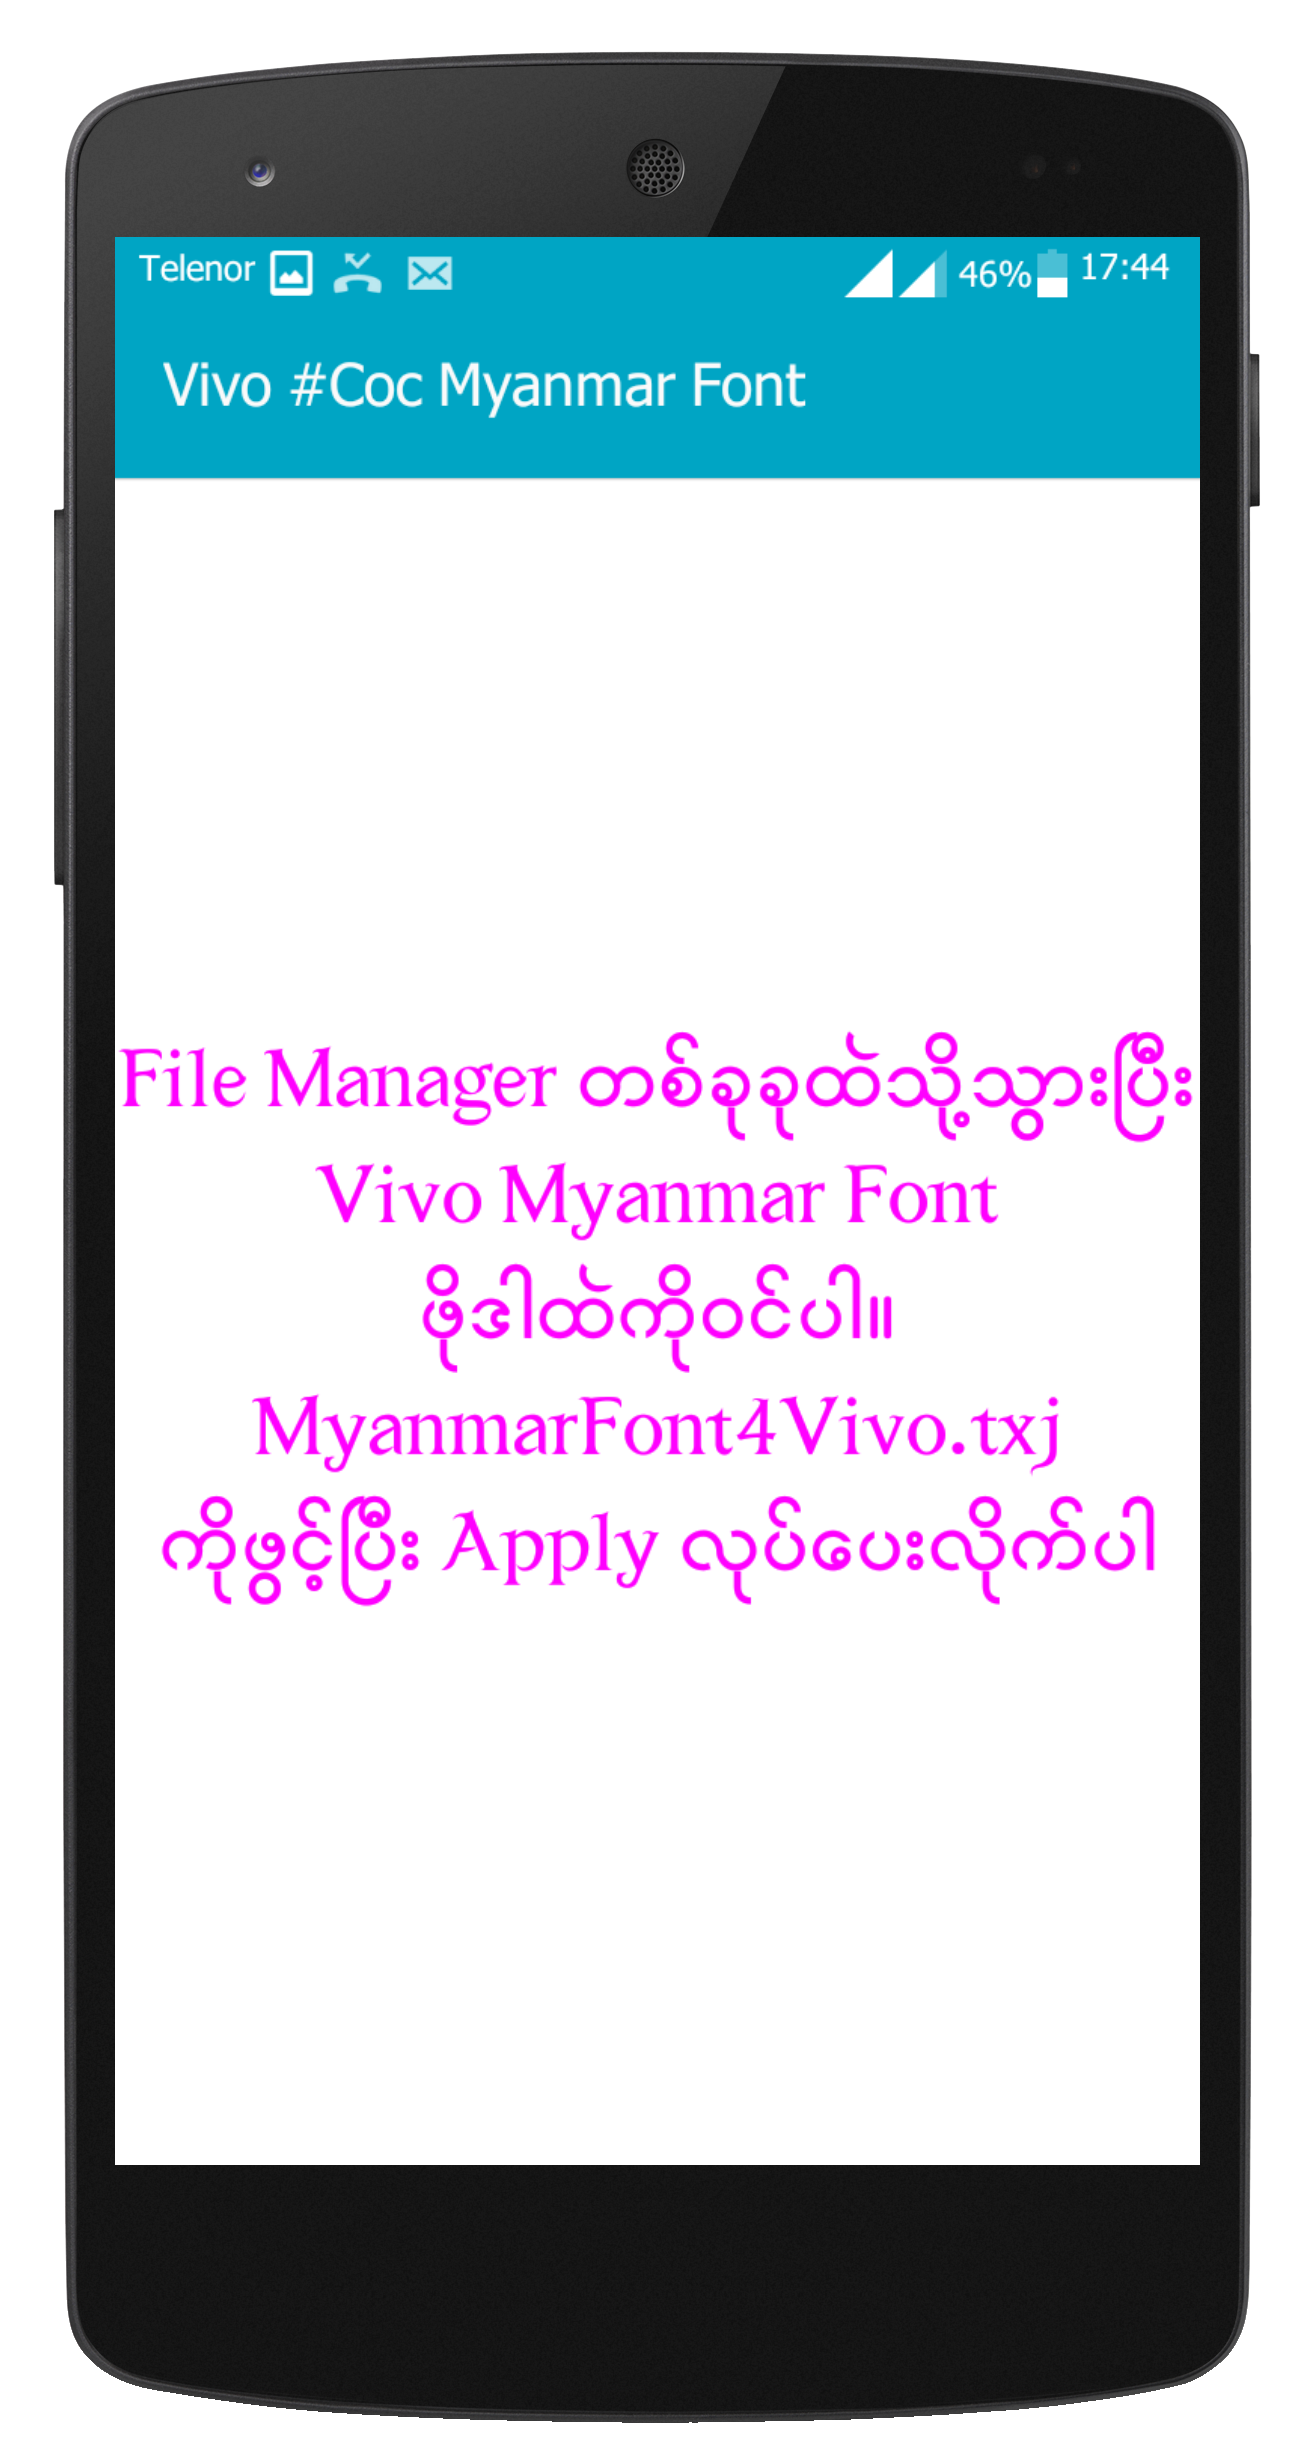 Telenor 46% 17:44
Vivo #Coc Myanmar Font
File Manager တစ်ခုခုထဲသို့သွားပြီး
Vivo Myanmar Font
ဖိုဒါထဲကိုဝင်ပါ။
MyanmarFont4Vivo.txj
ကိုဖွင့်ပြီး Apply လုပ်ပေးလိုက်ပါ